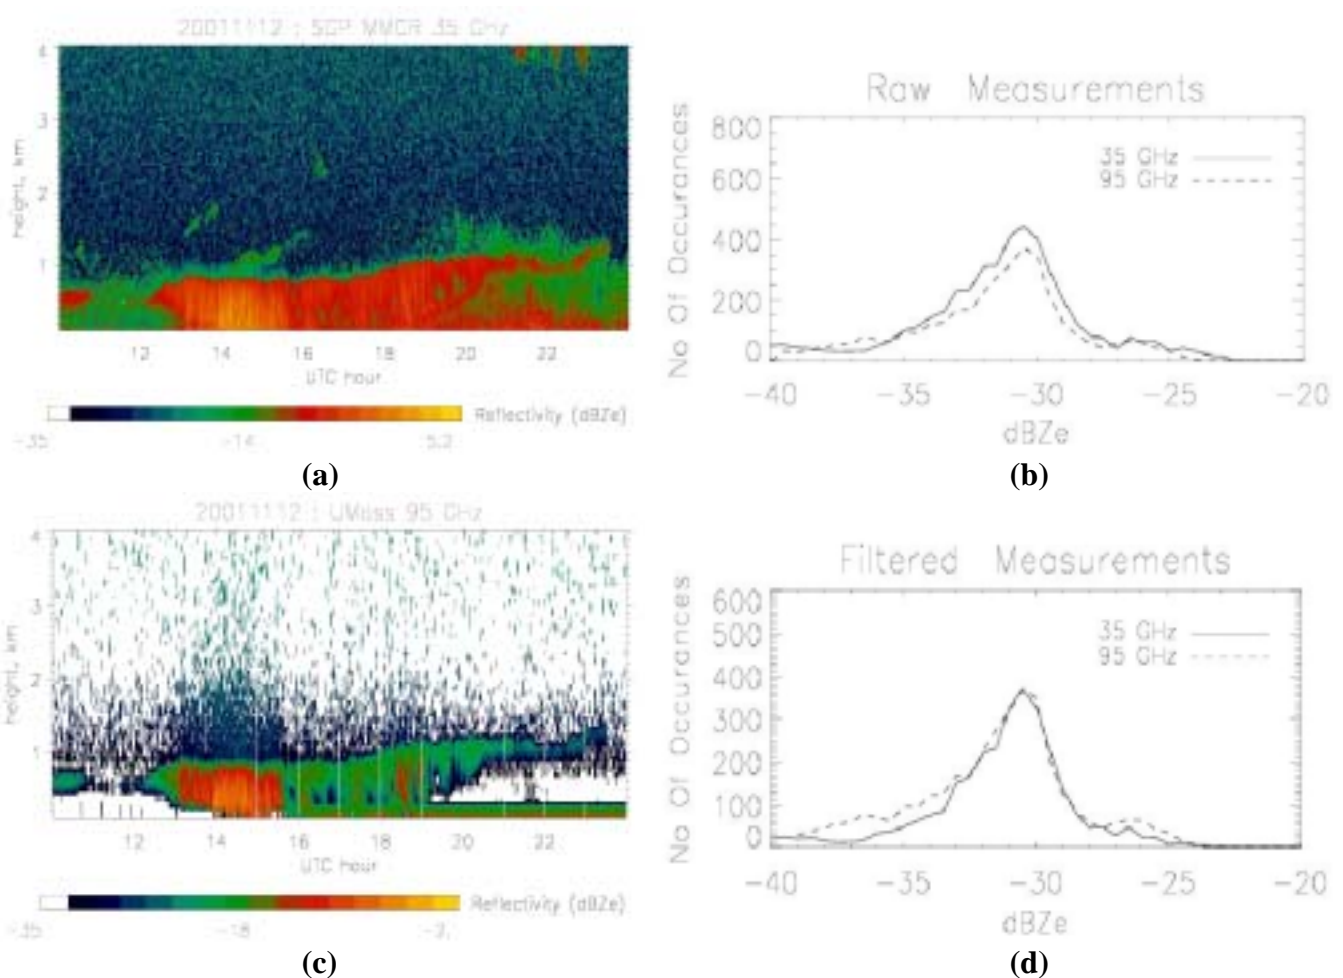 20011112 : SGP MMCR 35 GHz
4
3
2
1
height, km
12 14 16 18 20 22
UTC hour
Reflectivity (dBZe)
-35 -14 5.2
(a)
Raw Measurements
No Of Occurances
800
600
400
200
0
35 GHz
95 GHz
-40 -35 -30 -25 -20
dBZe
(b)
20011112 : UMass 95 GHz
4
3
2
1
height, km
12 14 16 18 20 22
UTC hour
Reflectivity (dBZe)
-35 -18 -2.
(c)
Filtered Measurements
No Of Occurances
600
500
400
300
200
100
0
35 GHz
95 GHz
-40 -35 -30 -25 -20
dBZe
(d)